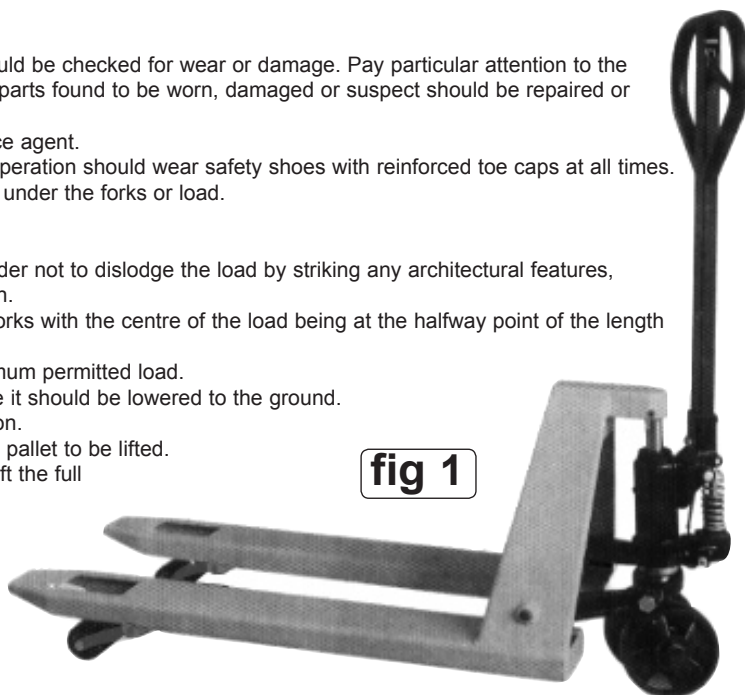 uld be checked for wear or damage. Pay particular attention to the
parts found to be worn, damaged or suspect should be repaired or
ce agent.
peration should wear safety shoes with reinforced toe caps at all times.
under the forks or load.
der not to dislodge the load by striking any architectural features,
n.
orks with the centre of the load being at the halfway point of the length
num permitted load.
e it should be lowered to the ground.
on.
pallet to be lifted.
ft the full
fig 1